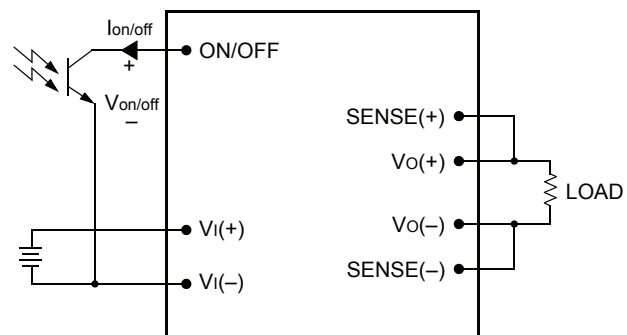 Ion/off
+
ON/OFF
Von/off
–
SENSE(+)
VO(+)
LOAD
VI(+)
VO(–)
VI(–)
SENSE(–)